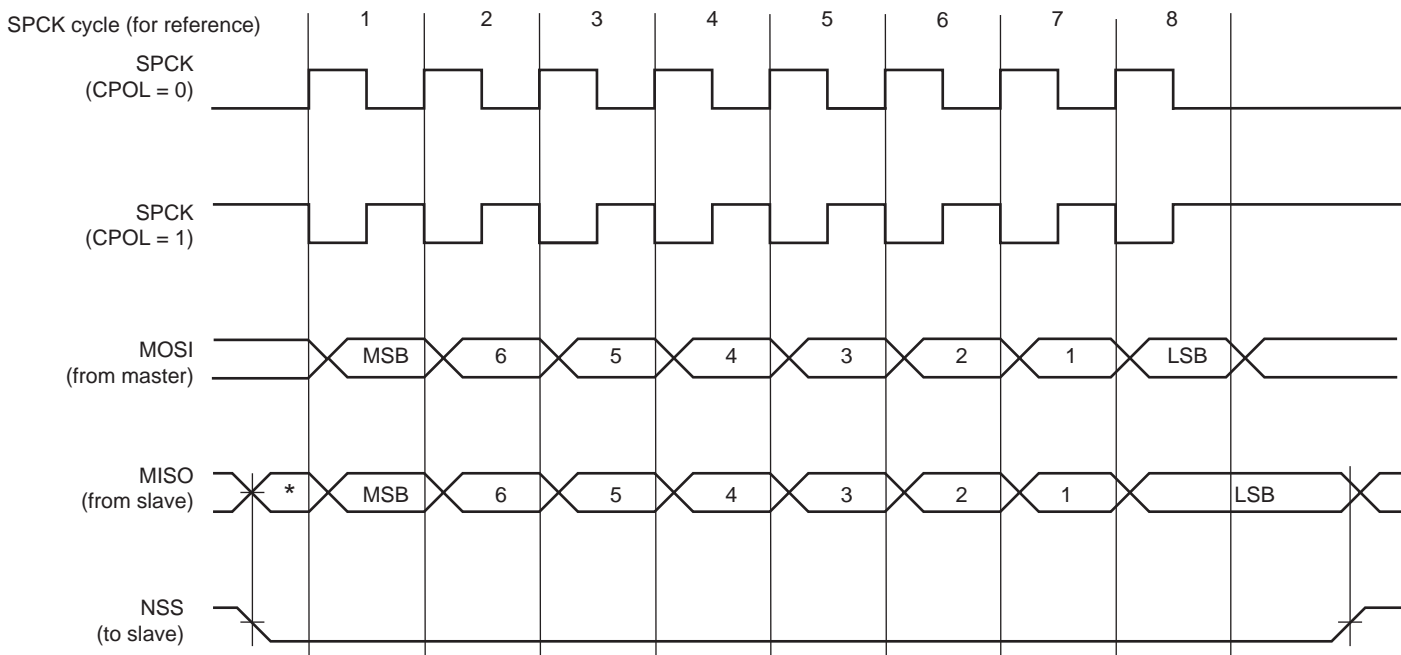 SPCK cycle (for reference) 1 2 3 4 5 6 7 8
SPCK
(CPOL = 0)
SPCK
(CPOL = 1)
MOSI
(from master)
MSB 6 5 4 3 2 1 LSB
MISO
(from slave)
* MSB 6 5 4 3 2 1 LSB
NSS
(to slave)